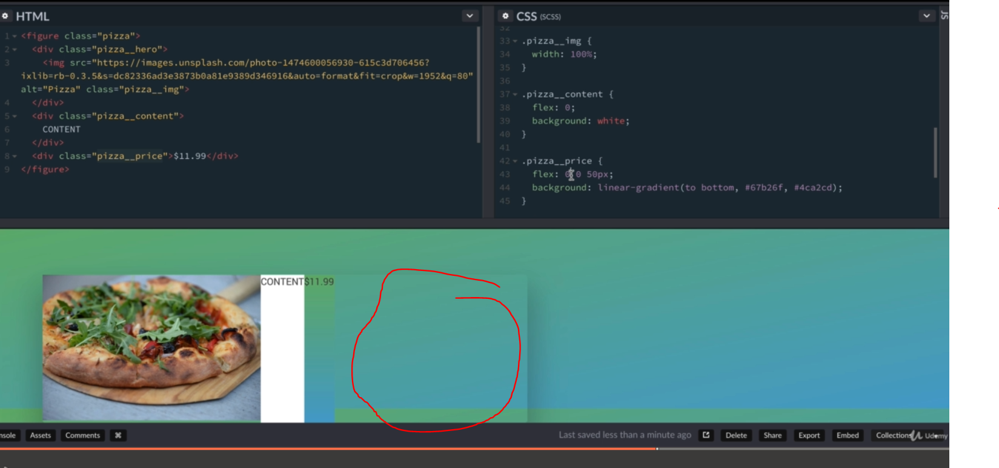 HTML
1 <figure class="pizza">
2 <div class="pizza__hero">
3 <img src="https://images.unsplash.com/photo-1474600056930-615c3d706456?
ixlib=rb-0.3.5&s=dc82336ad3e3873b0a81e9389d346916&auto=format&fit=crop&w=1952&q=80"
alt="Pizza" class="pizza__img">
4 </div>
5 <div class="pizza__content">
6 CONTENT
7 </div>
8 <div class="pizza__price">$11.99</div>
9 </figure>
CSS (SCSS)
JS
32
33 .pizza__img {
34 width: 100%;
35 }
36
37 .pizza__content {
38 flex: 0;
39 background: white;
40 }
41
42 .pizza__price {
43 flex: 0 0 50px;
44 background: linear-gradient(to bottom, #67b26f, #4ca2cd);
45 }
CONTENT$11.99
nsole Assets Comments ⌘ Last saved less than a minute ago Delete Share Export Embed Collections Udemy